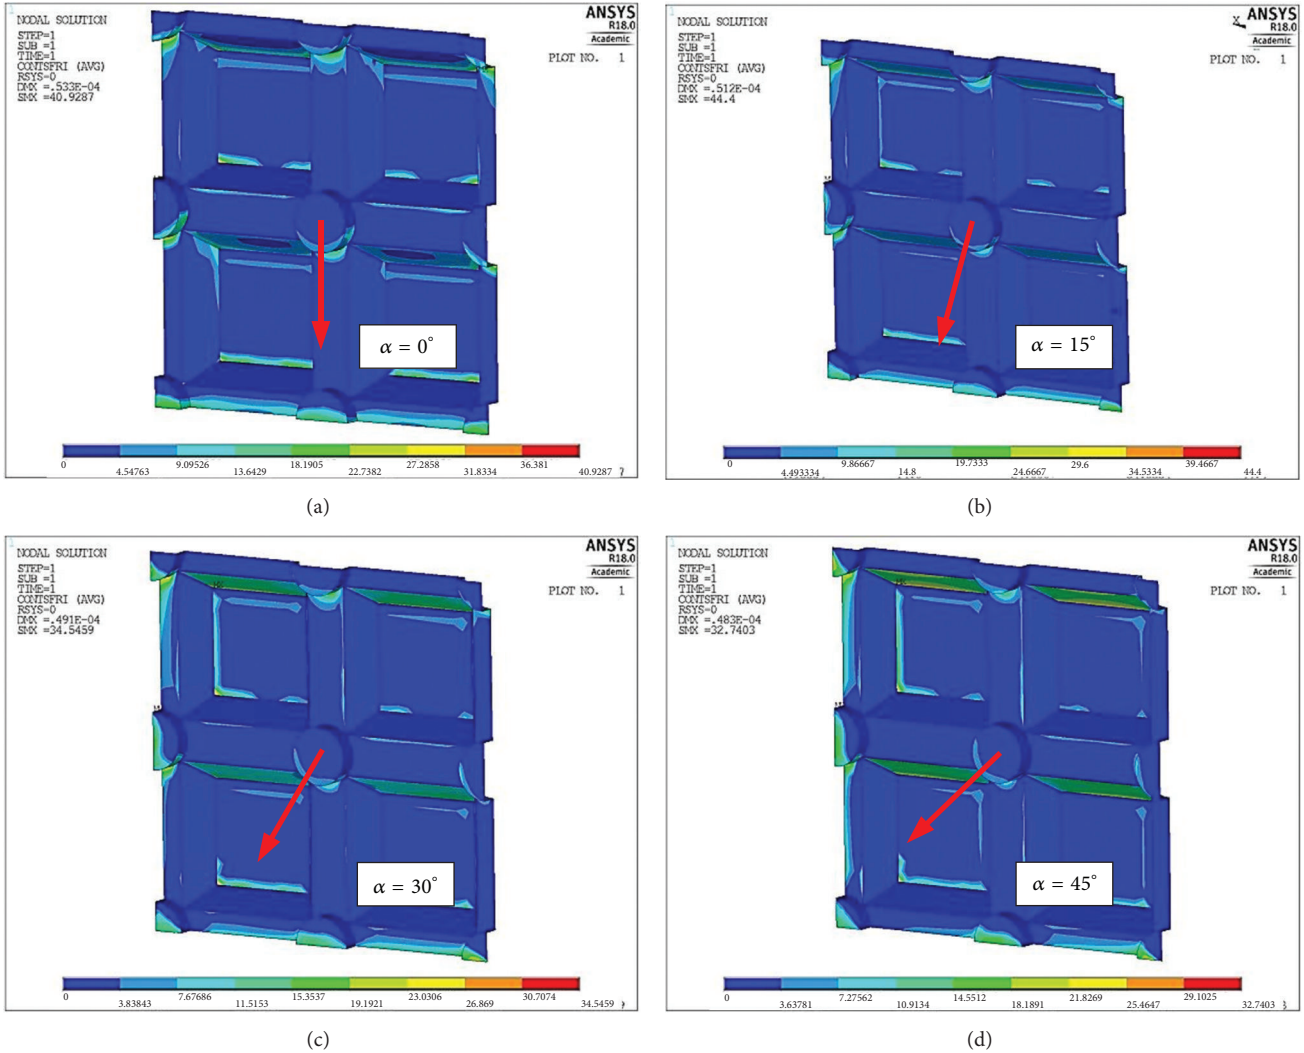 1
NODAL SOLUTION
STEP=1
SUB =1
TIME=1
CONTSFRI (AVG)
RSYS=0
DMX =.533E-04
SMX =40.9287
ANSYS
R18.0
Academic
PLOT NO. 1
α = 0°
0 4.54763 9.09526 13.6429 18.1905 22.7382 27.2858 31.8334 36.381 40.9287
(a)
NODAL SOLUTION
STEP=1
SUB =1
TIME=1
CONTSFRI (AVG)
RSYS=0
DMX =.512E-04
SMX =44.4
X
ANSYS
R18.0
Academic
PLOT NO. 1
α = 15°
0 4.493334 9.86667 14.8 19.7333 24.6667 29.6 34.5334 39.4667 44.4
(b)
1
NODAL SOLUTION
STEP=1
SUB =1
TIME=1
CONTSFRI (AVG)
RSYS=0
DMX =.491E-04
SMX =34.5459
ANSYS
R18.0
Academic
PLOT NO. 1
α = 30°
0 3.83843 7.67686 11.5153 15.3537 19.1921 23.0306 26.869 30.7074 34.5459
(c)
1
NODAL SOLUTION
STEP=1
SUB =1
TIME=1
CONTSFRI (AVG)
RSYS=0
DMX =.483E-04
SMX =32.7403
ANSYS
R18.0
Academic
PLOT NO. 1
α = 45°
0 3.63781 7.27562 10.9134 14.5512 18.1891 21.8269 25.4647 29.1025 32.7403
(d)